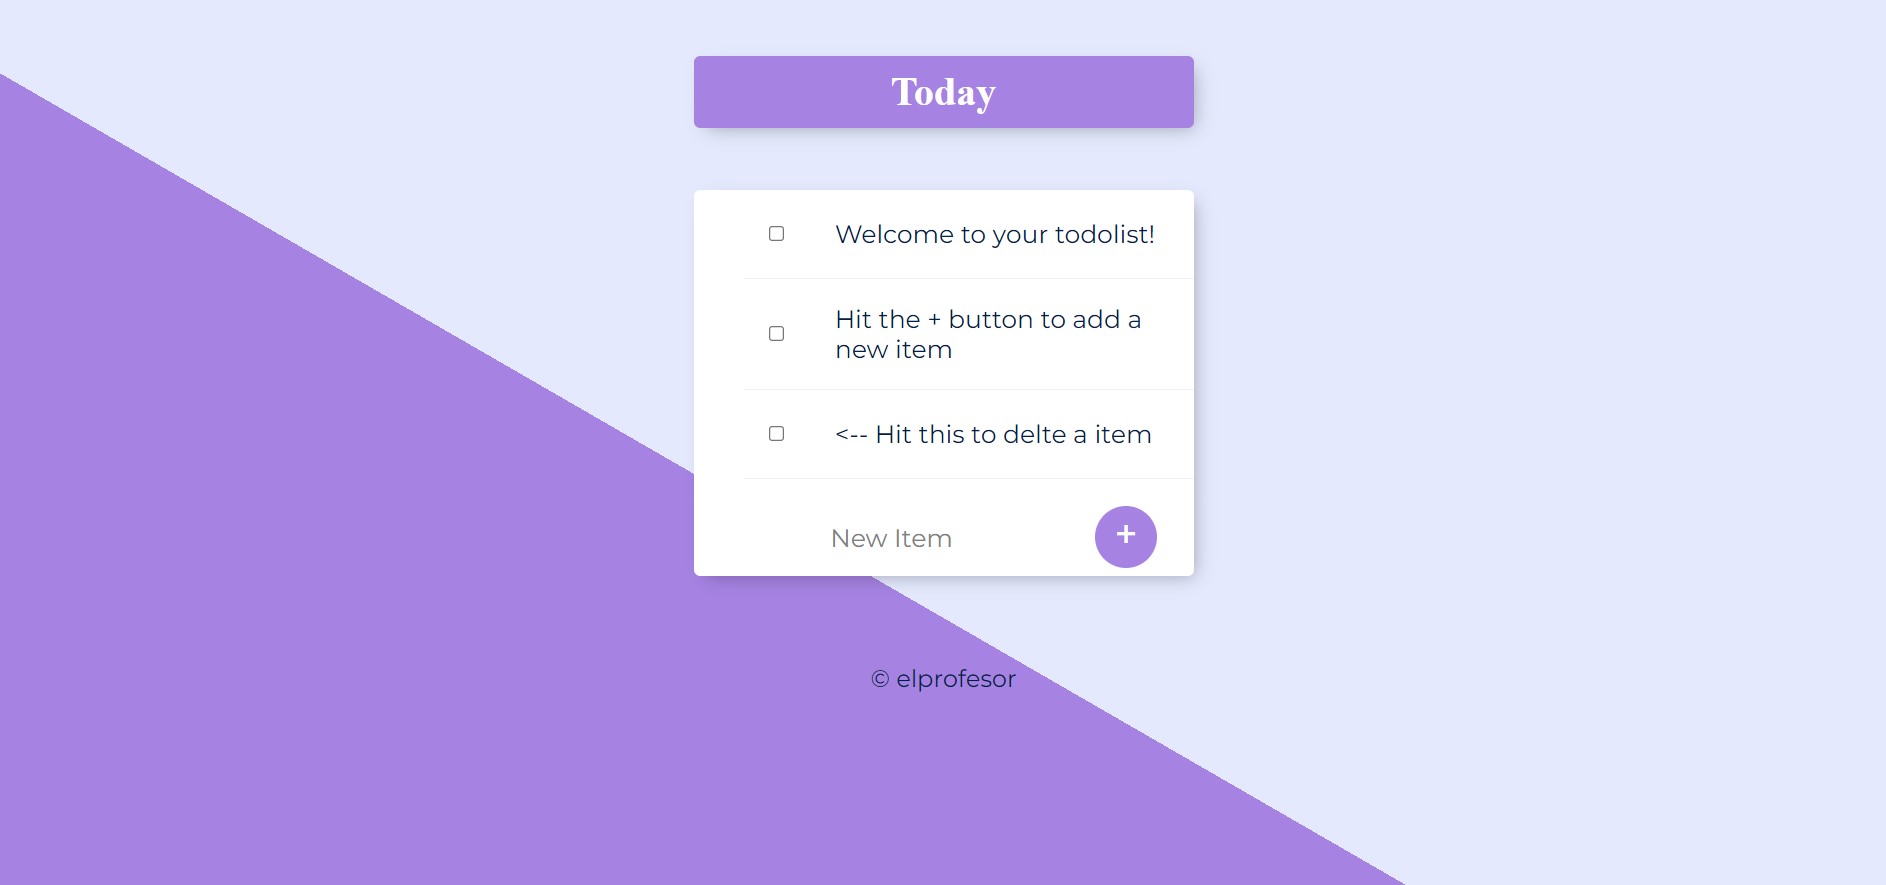 Today
Welcome to your todolist!
Hit the + button to add a
new item
<-- Hit this to delte a item
New Item
+
© elprofesor